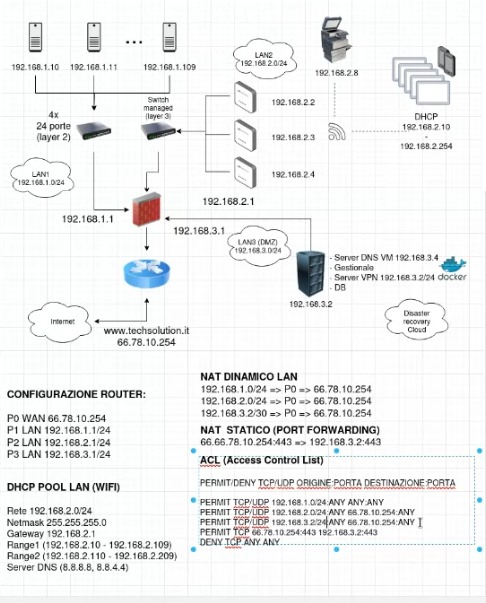 LAN2
192.168.2.0/24
192.168.1.10
192.168.1.11
192.168.1.109
192.168.2.8
Switch
managed
(layer 3)
4x
24 porte
(layer 2)
192.168.2.2
192.168.2.3
192.168.2.4
DHCP
192.168.2.10
-
192.168.2.254
LAN1
192.168.1.0/24
192.168.1.1
192.168.2.1
192.168.3.1
LAN3 (DMZ)
192.168.3.0/24
- Server DNS VM 192.168.3.4
- Gestionale
- Server VPN 192.168.3.2/24
- DB
docker
192.168.3.2
Internet
www.techsolution.it
66.78.10.254
Disaster
recovery
Cloud
CONFIGURAZIONE ROUTER:
P0 WAN 66.78.10.254
P1 LAN 192.168.1.1/24
P2 LAN 192.168.2.1/24
P3 LAN 192.168.3.1/24
DHCP POOL LAN (WIFI)
Rete 192.168.2.0/24
Netmask 255.255.255.0
Gateway 192.168.2.1
Range1 (192.168.2.10 - 192.168.2.109)
Range2 (192.168.2.110 - 192.168.2.209)
Server DNS (8.8.8.8, 8.8.4.4)
NAT DINAMICO LAN
192.168.1.0/24 => P0 => 66.78.10.254
192.168.2.0/24 => P0 => 66.78.10.254
192.168.3.2/30 => P0 => 66.78.10.254
NAT STATICO (PORT FORWARDING)
66.66.78.10.254:443 => 192.168.3.2:443
ACL (Access Control List)
PERMIT/DENY TCP/UDP ORIGINE:PORTA DESTINAZIONE:PORTA
PERMIT TCP/UDP 192.168.1.0/24:ANY ANY:ANY
PERMIT TCP/UDP 192.168.2.0/24:ANY 66.78.10.254:ANY
PERMIT TCP/UDP 192.168.3.2/24:ANY 66.78.10.254:ANY
PERMIT TCP 66.78.10.254:443 192.168.3.2:443
DENY TCP ANY ANY